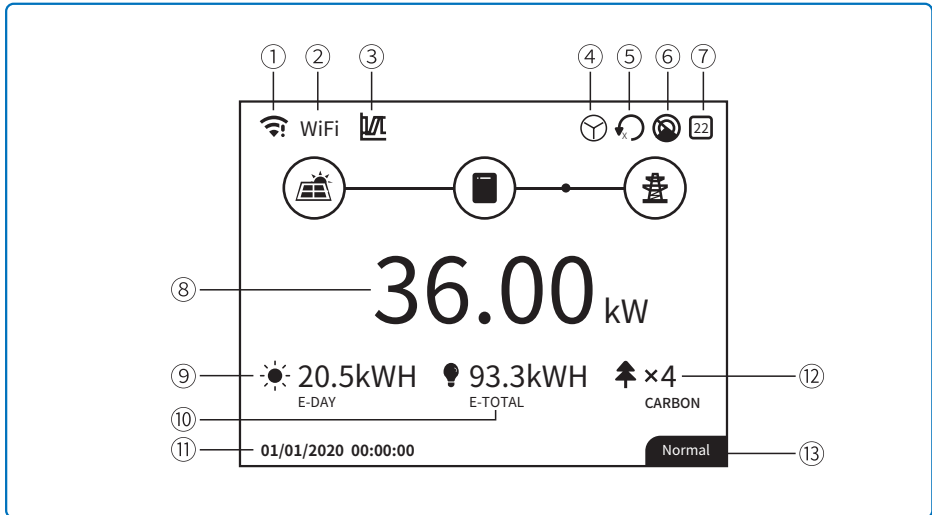 ① ② ③ ④ ⑤ ⑥ ⑦
WiFi x 22
⑧ 36.00 kW
⑨ 20.5kWH 93.3kWH ×4 ⑫
E-DAY E-TOTAL CARBON
⑩
⑪ 01/01/2020 00:00:00 Normal ⑬